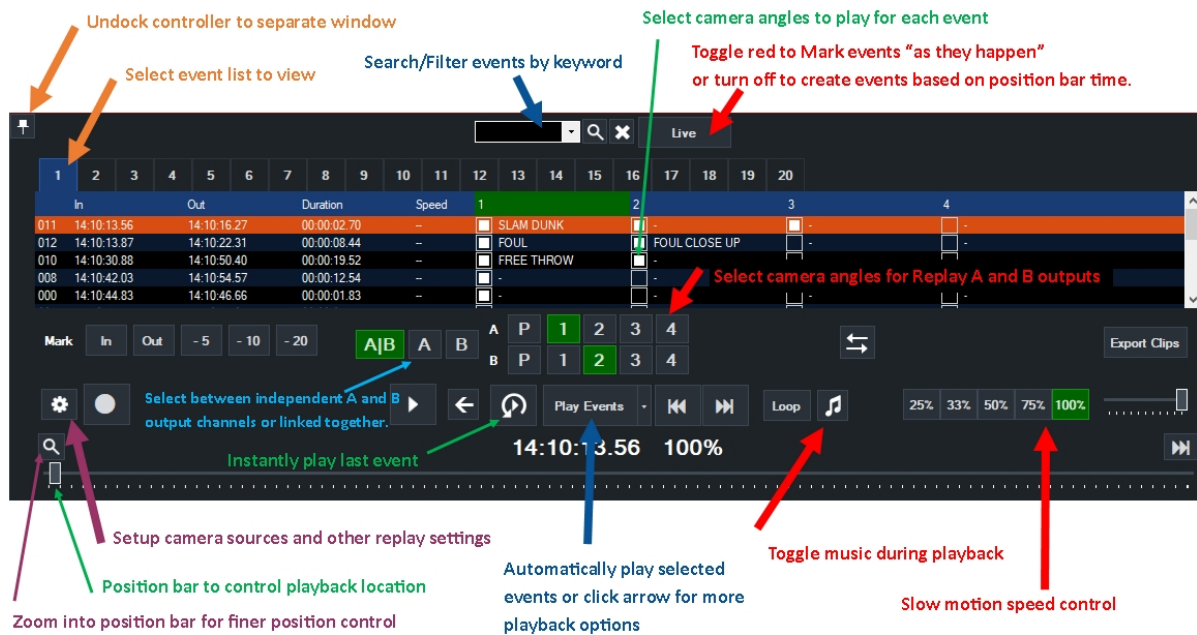 Undock controller to separate window
Select camera angles to play for each event
Select event list to view
Search/Filter events by keyword
Toggle red to Mark events “as they happen”
or turn off to create events based on position bar time.
Live
1 2 3 4 5 6 7 8 9 10 11 12 13 14 15 16 17 18 19 20
In Out Duration Speed 1 2 3 4
011 14:10:13.56 14:10:16.27 00:00:02.70 -- SLAM DUNK - - -
012 14:10:13.87 14:10:22.31 00:00:08.44 -- FOUL FOUL CLOSE UP - -
010 14:10:30.88 14:10:50.40 00:00:19.52 -- FREE THROW -
008 14:10:42.03 14:10:54.57 00:00:12.54 -- - -
000 14:10:44.83 14:10:46.66 00:00:01.83 -- - - - -
Select camera angles for Replay A and B outputs
Mark In Out - 5 - 10 - 20 A|B A B
A P 1 2 3 4
B P 1 2 3 4
Export Clips
Select between independent A and B
output channels or linked together.
Play Events Loop 25% 33% 50% 75% 100%
Instantly play last event
14:10:13.56 100%
Setup camera sources and other replay settings
Position bar to control playback location
Zoom into position bar for finer position control
Automatically play selected
events or click arrow for more
playback options
Toggle music during playback
Slow motion speed control